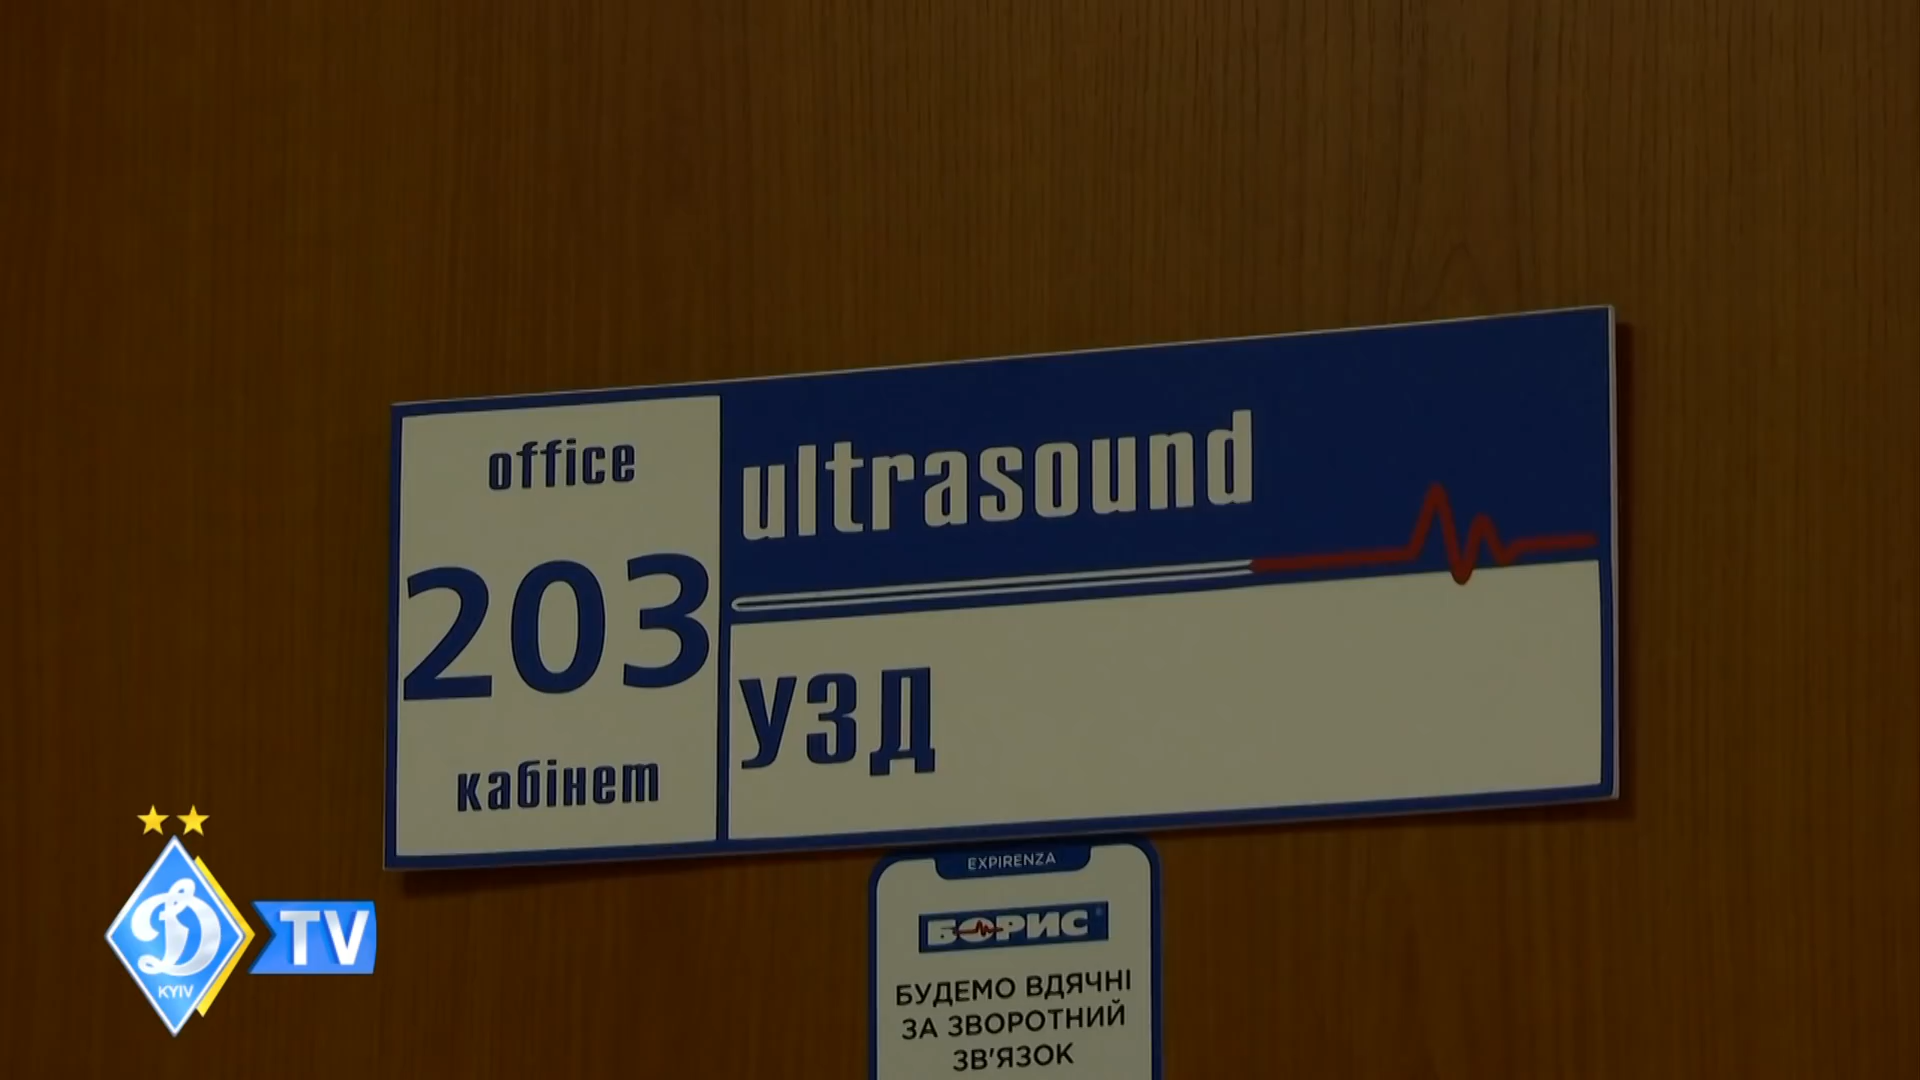 office
203
кабінет
ultrasound
УЗД
EXPIRENZA
БОРИС
БУДЕМО ВДЯЧНІ
ЗА ЗВОРОТНИЙ
ЗВ'ЯЗОК
Д
KYIV
TV